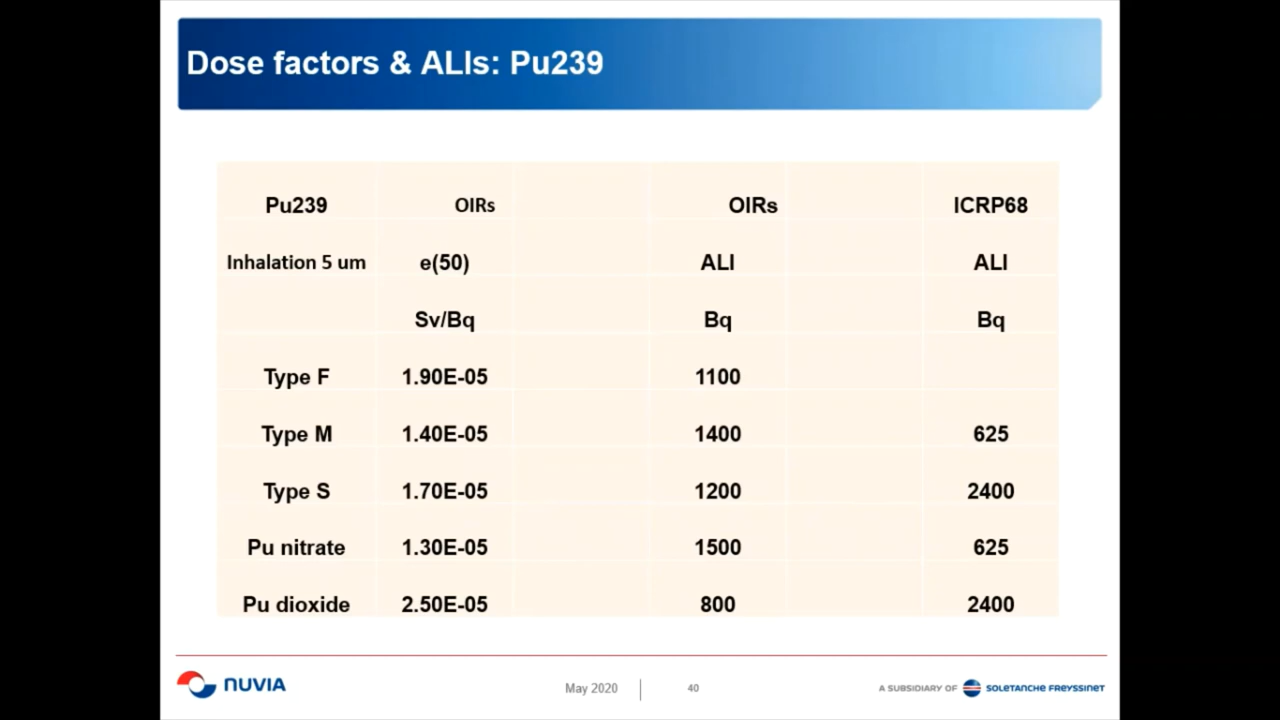 Dose factors & ALIs: Pu239
Pu239 OIRs OIRs ICRP68
Inhalation 5 um e(50) ALI ALI
Sv/Bq Bq Bq
Type F 1.90E-05 1100
Type M 1.40E-05 1400 625
Type S 1.70E-05 1200 2400
Pu nitrate 1.30E-05 1500 625
Pu dioxide 2.50E-05 800 2400
NUVIA May 2020 40 A SUBSIDIARY OF SOLETANCHE FREYSSINET